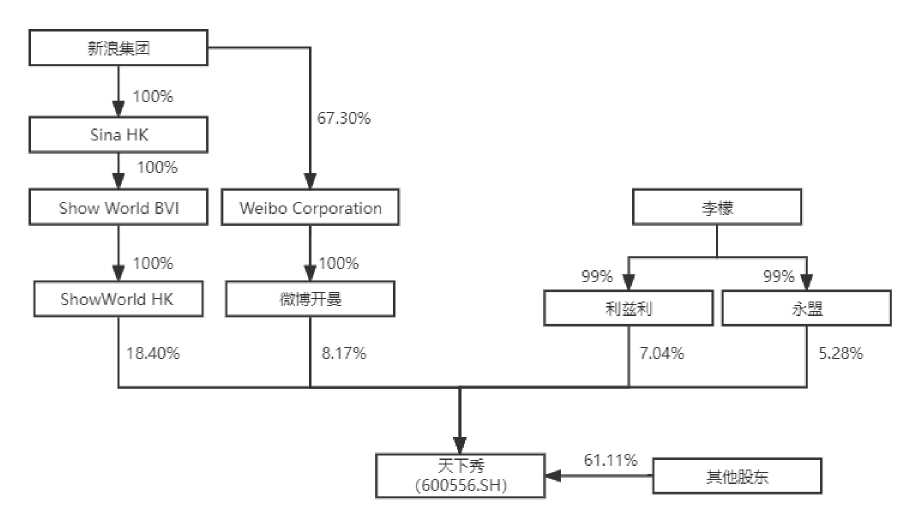 新浪集团
100%
67.30%
Sina HK
100%
Show World BVI
Weibo Corporation
李檬
100%
100%
99%
99%
ShowWorld HK
微博开曼
利兹利
永盟
18.40%
8.17%
7.04%
5.28%
天下秀
(600556.SH)
61.11%
其他股东